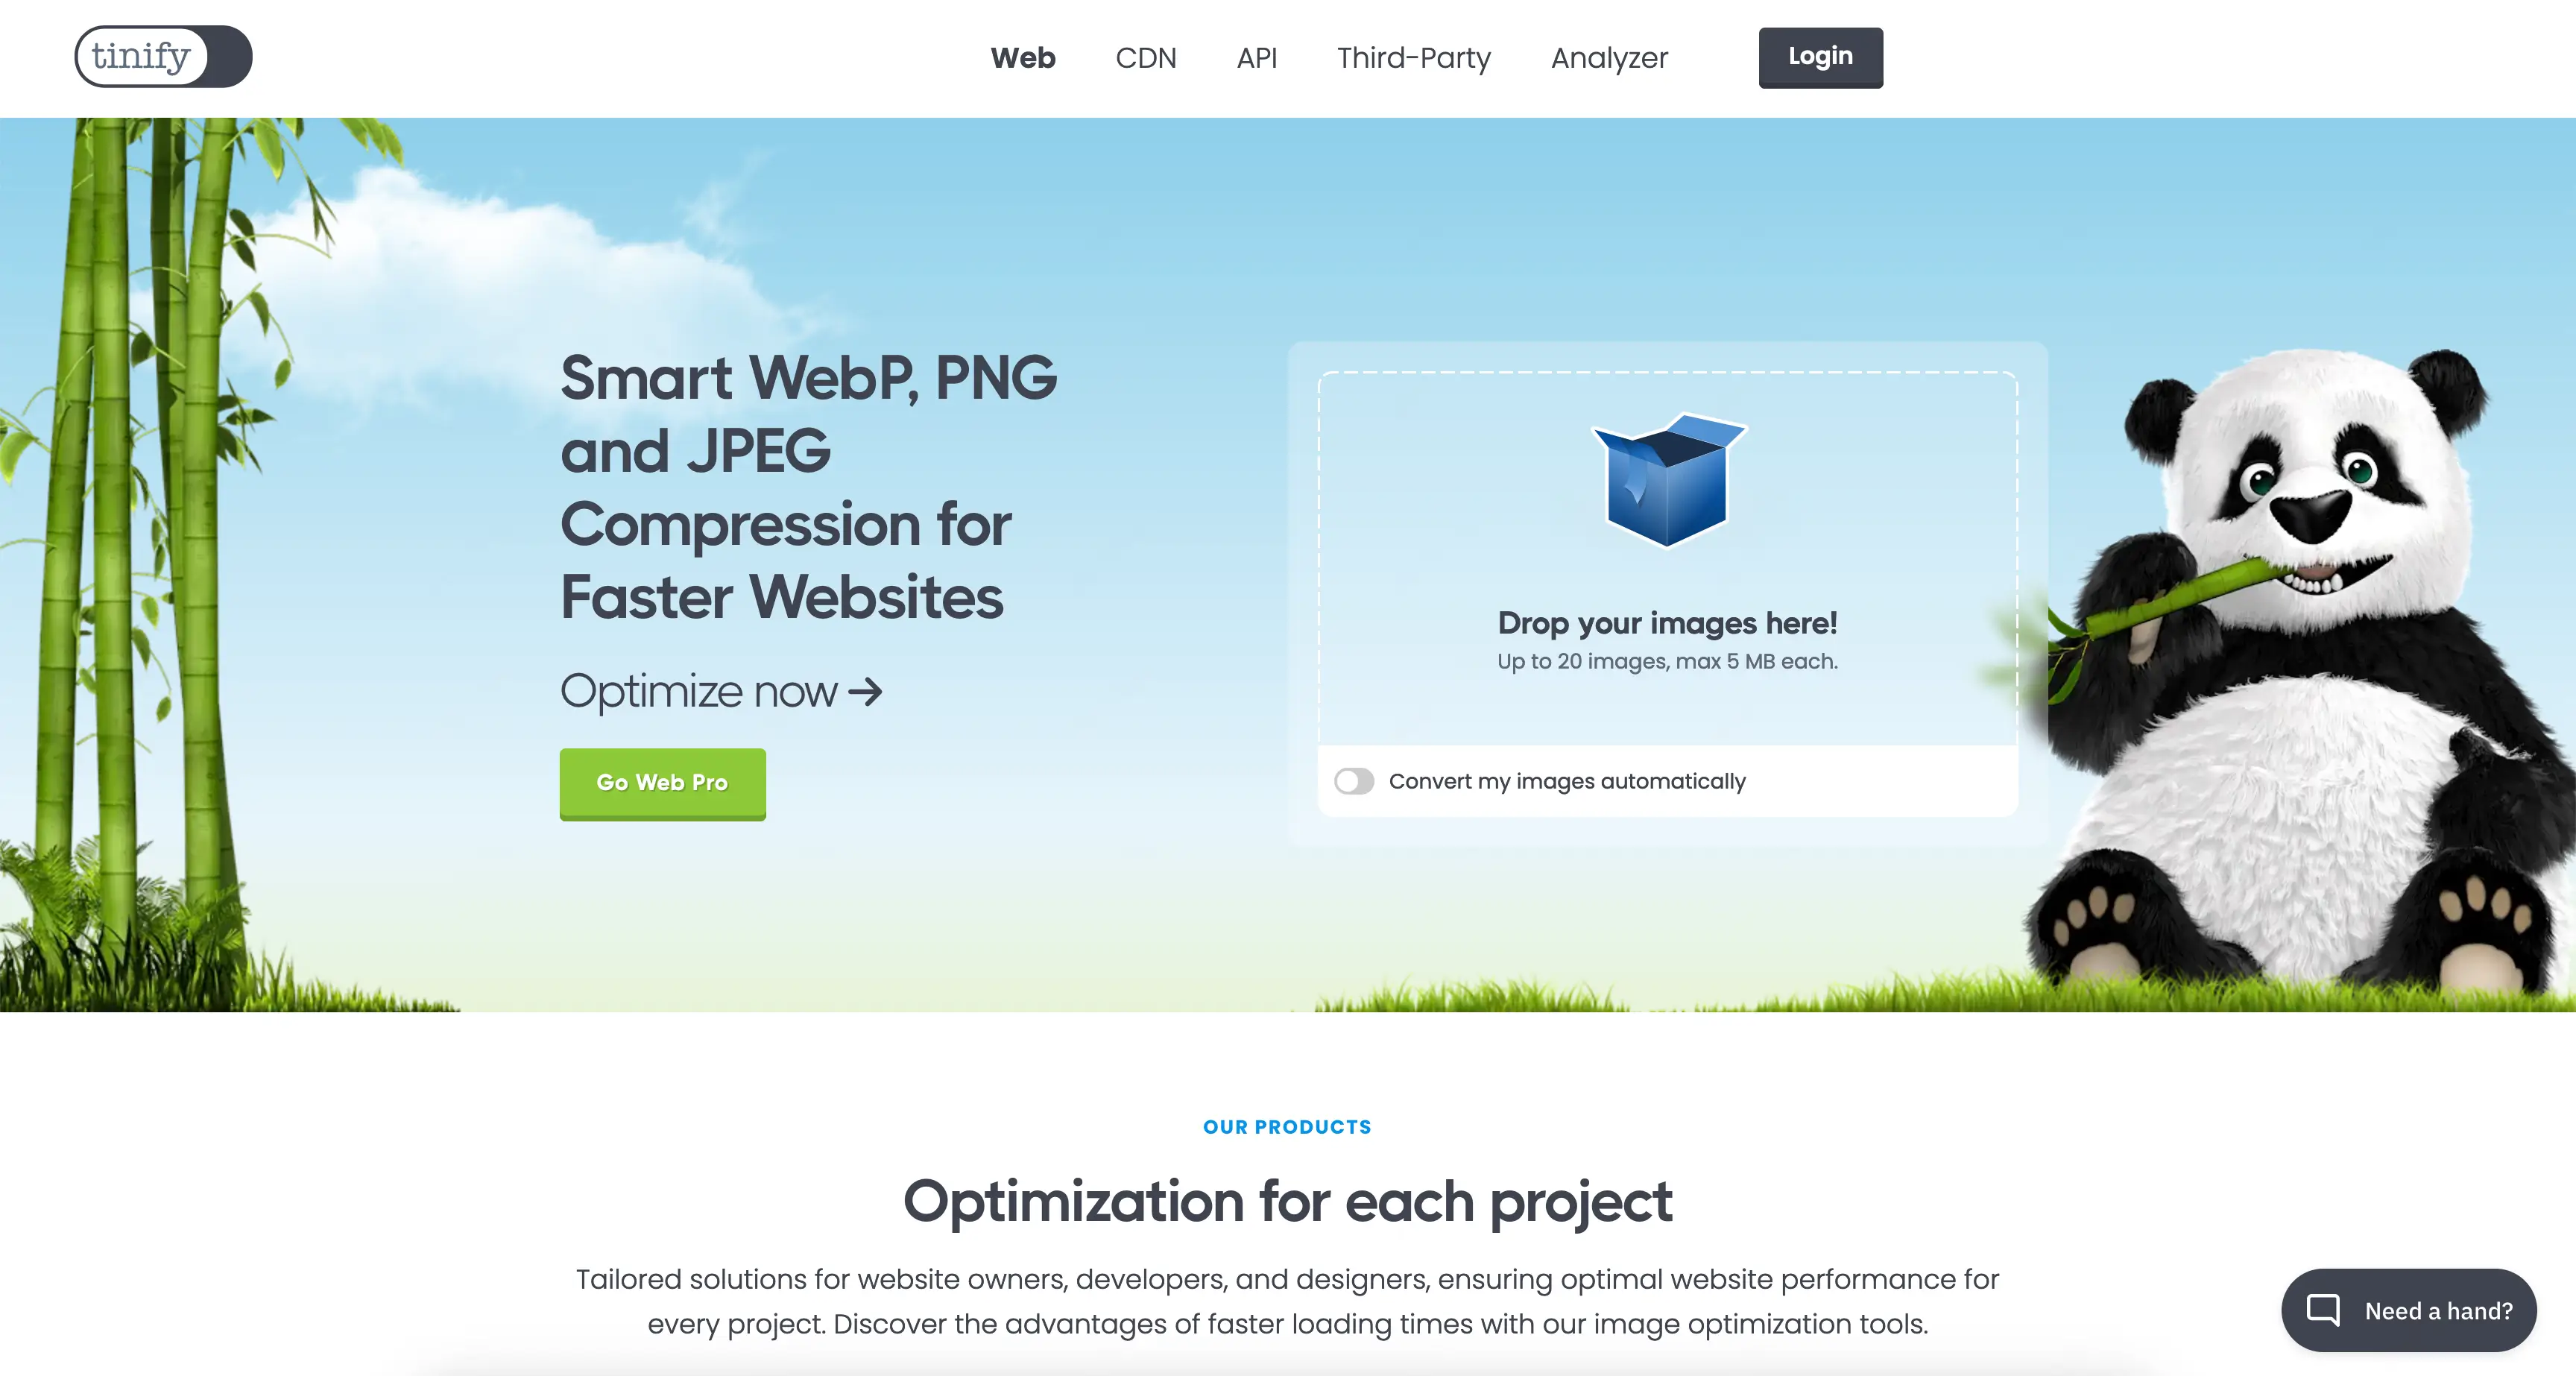 tinify
Web
CDN
API
Third-Party
Analyzer
Login
Smart WebP, PNG
and JPEG
Compression for
Faster Websites
Optimize now →
Go Web Pro
Drop your images here!
Up to 20 images, max 5 MB each.
Convert my images automatically
OUR PRODUCTS
Optimization for each project
Tailored solutions for website owners, developers, and designers, ensuring optimal website performance for
every project. Discover the advantages of faster loading times with our image optimization tools.
Need a hand?